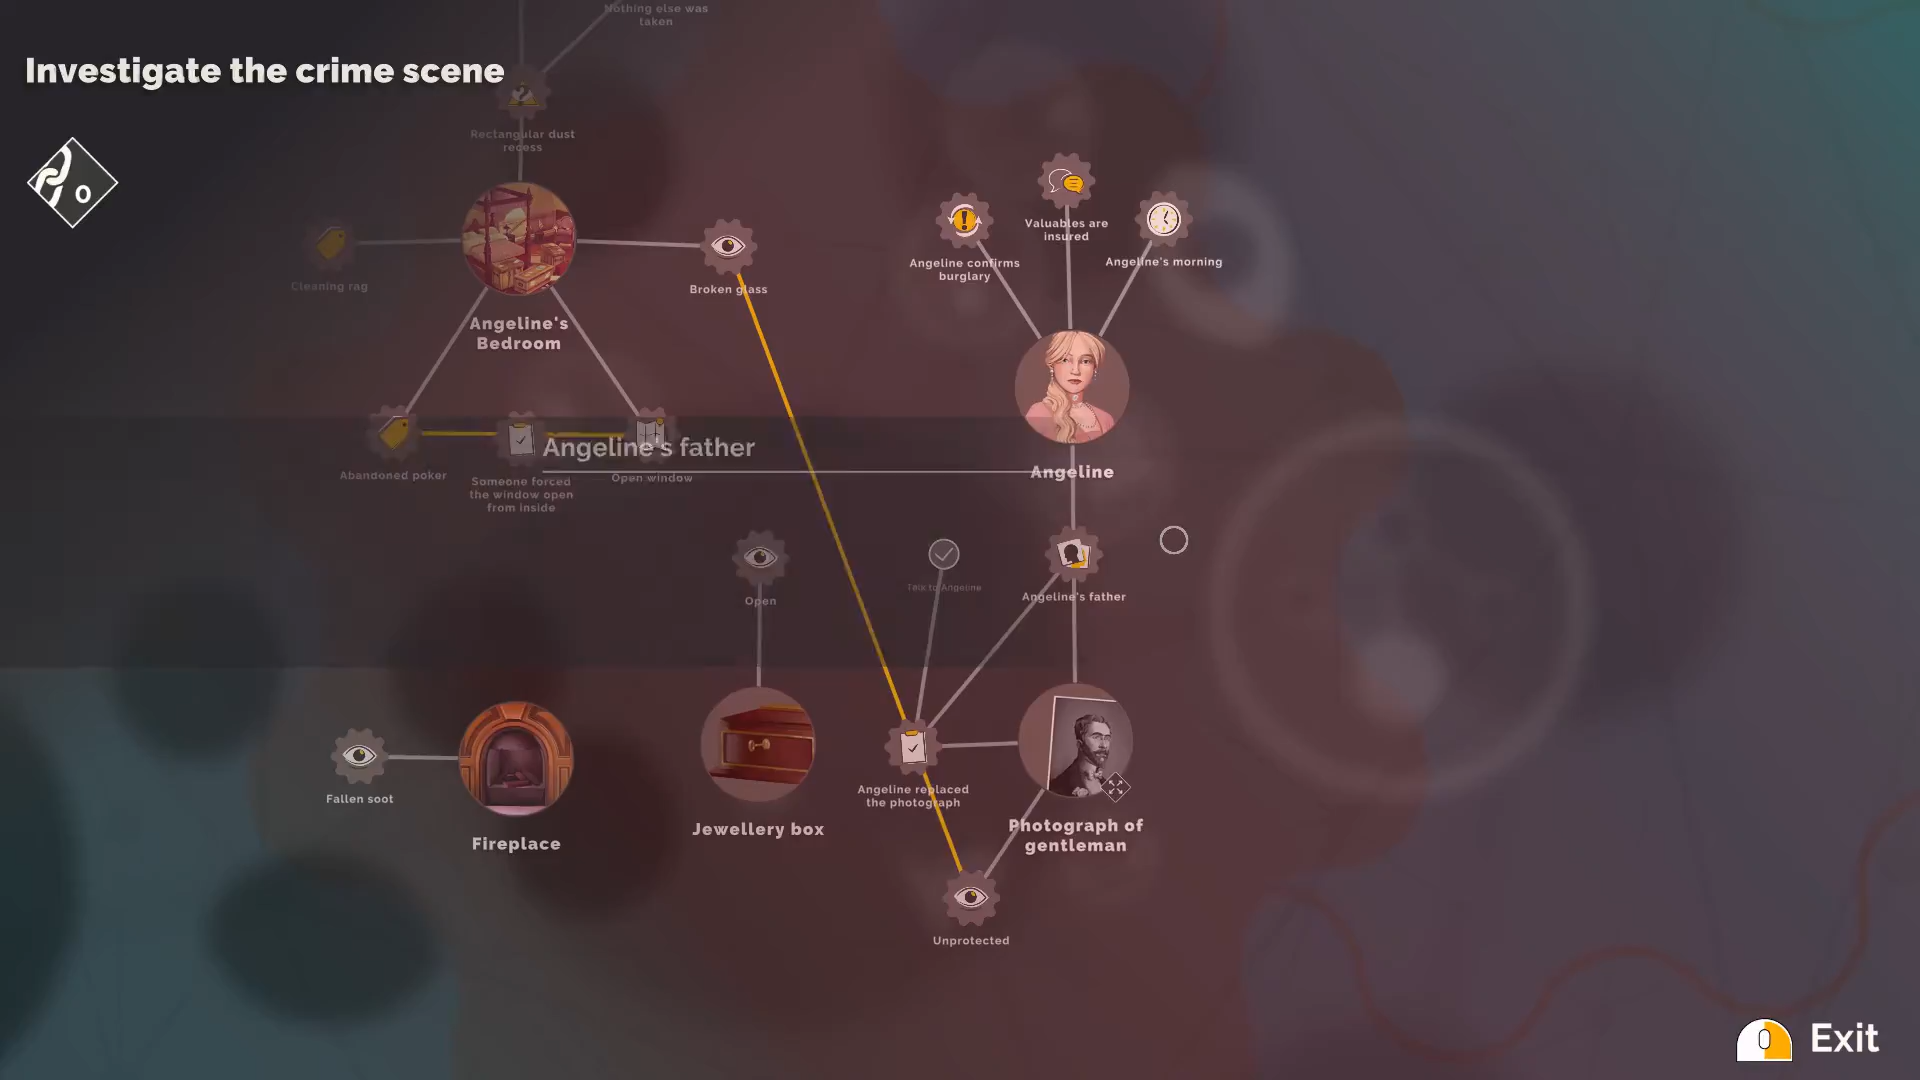 Nothing else was
taken
Investigate the crime scene
Rectangular dust
recess
0
Cleaning rag
Angeline's
Bedroom
Broken glass
Angeline confirms
burglary
Valuables are
insured
Angeline's morning
Angeline's father
Angeline
Abandoned poker
Someone forced
the window open
from inside
Open window
Open
Talk to Angeline
Angeline's father
Fallen soot
Fireplace
Jewellery box
Angeline replaced
the photograph
Photograph of
gentleman
Unprotected
Exit